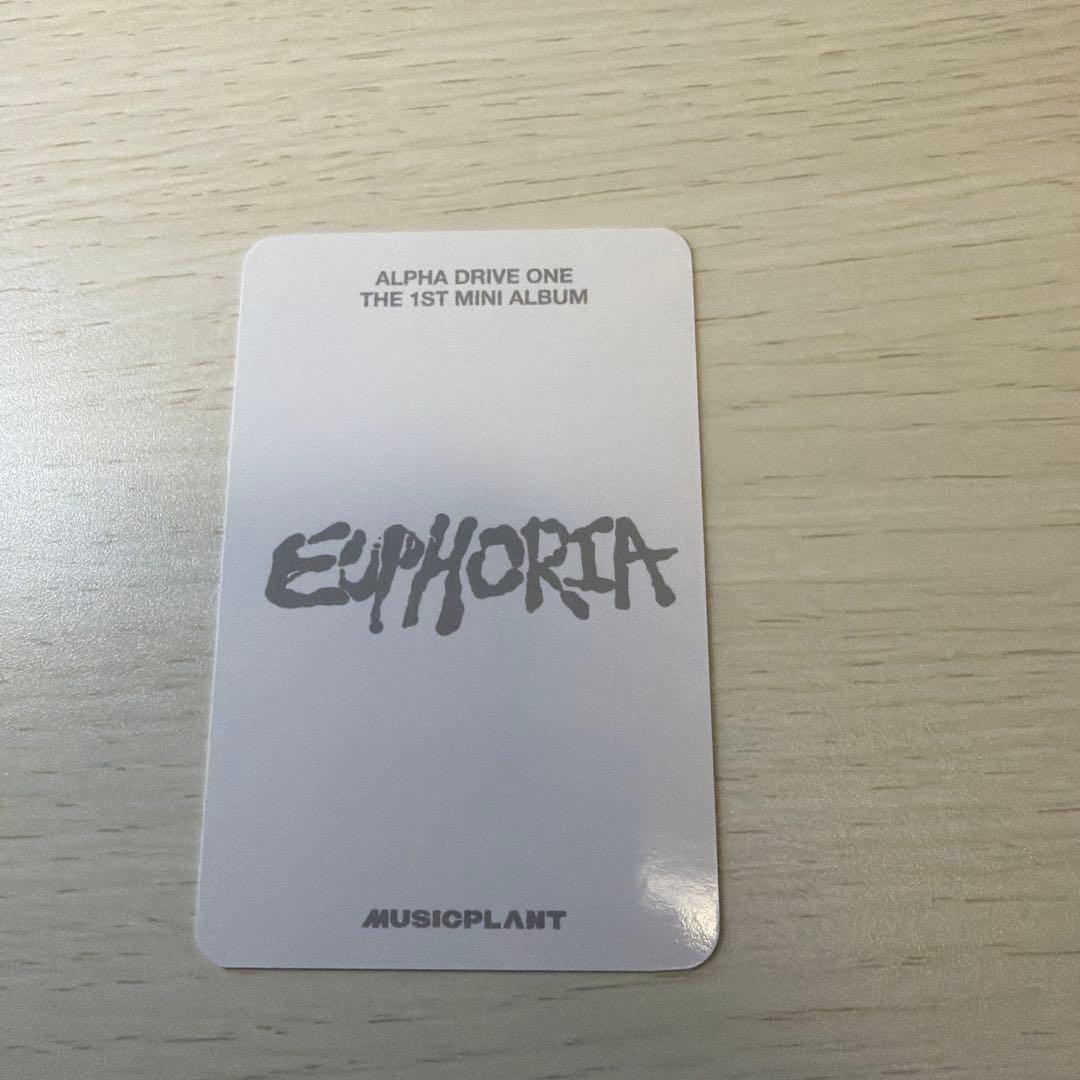 ALPHA DRIVE ONE
THE 1ST MINI ALBUM
EUPHORIA
MUSICPLANT